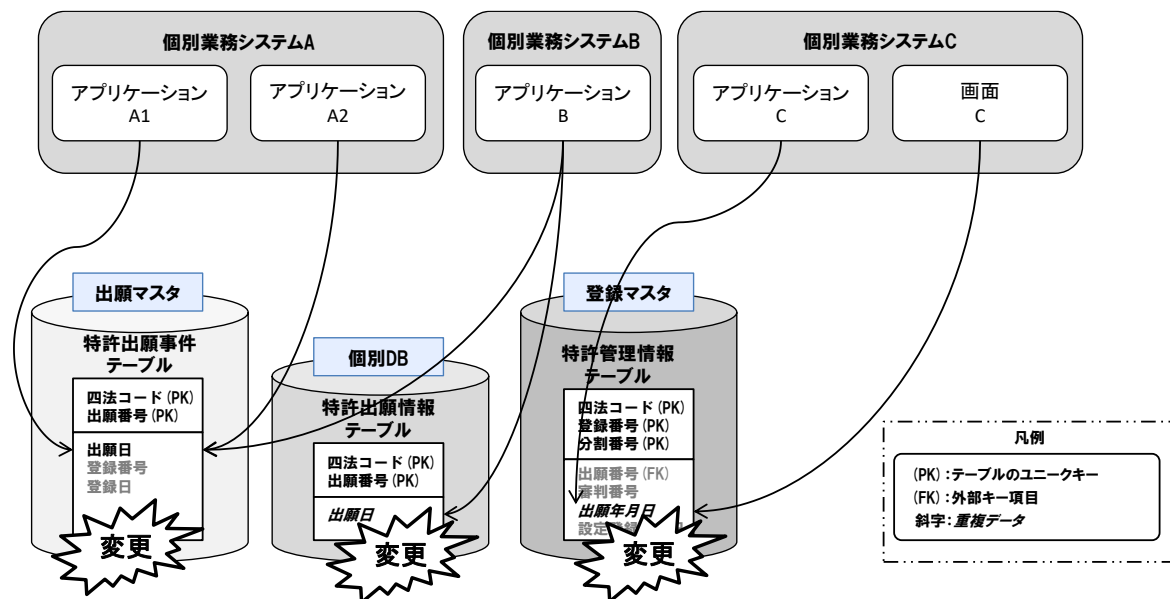 個別業務システムA
個別業務システムB
個別業務システムC
アプリケーション
A1
アプリケーション
A2
アプリケーション
B
アプリケーション
C
画面
C
出願マスタ
特許出願事件
テーブル
四法コード(PK)
出願番号(PK)
出願日
登録番号
登録日
変更
個別DB
特許出願情報
テーブル
四法コード(PK)
出願番号(PK)
出願日
変更
登録マスタ
特許管理情報
テーブル
四法コード(PK)
登録番号(PK)
分割番号(PK)
出願番号(FK)
審判番号
出願年月日
設定登録
変更
凡例
(PK):テーブルのユニークキー
(FK):外部キー項目
斜字:重複データ